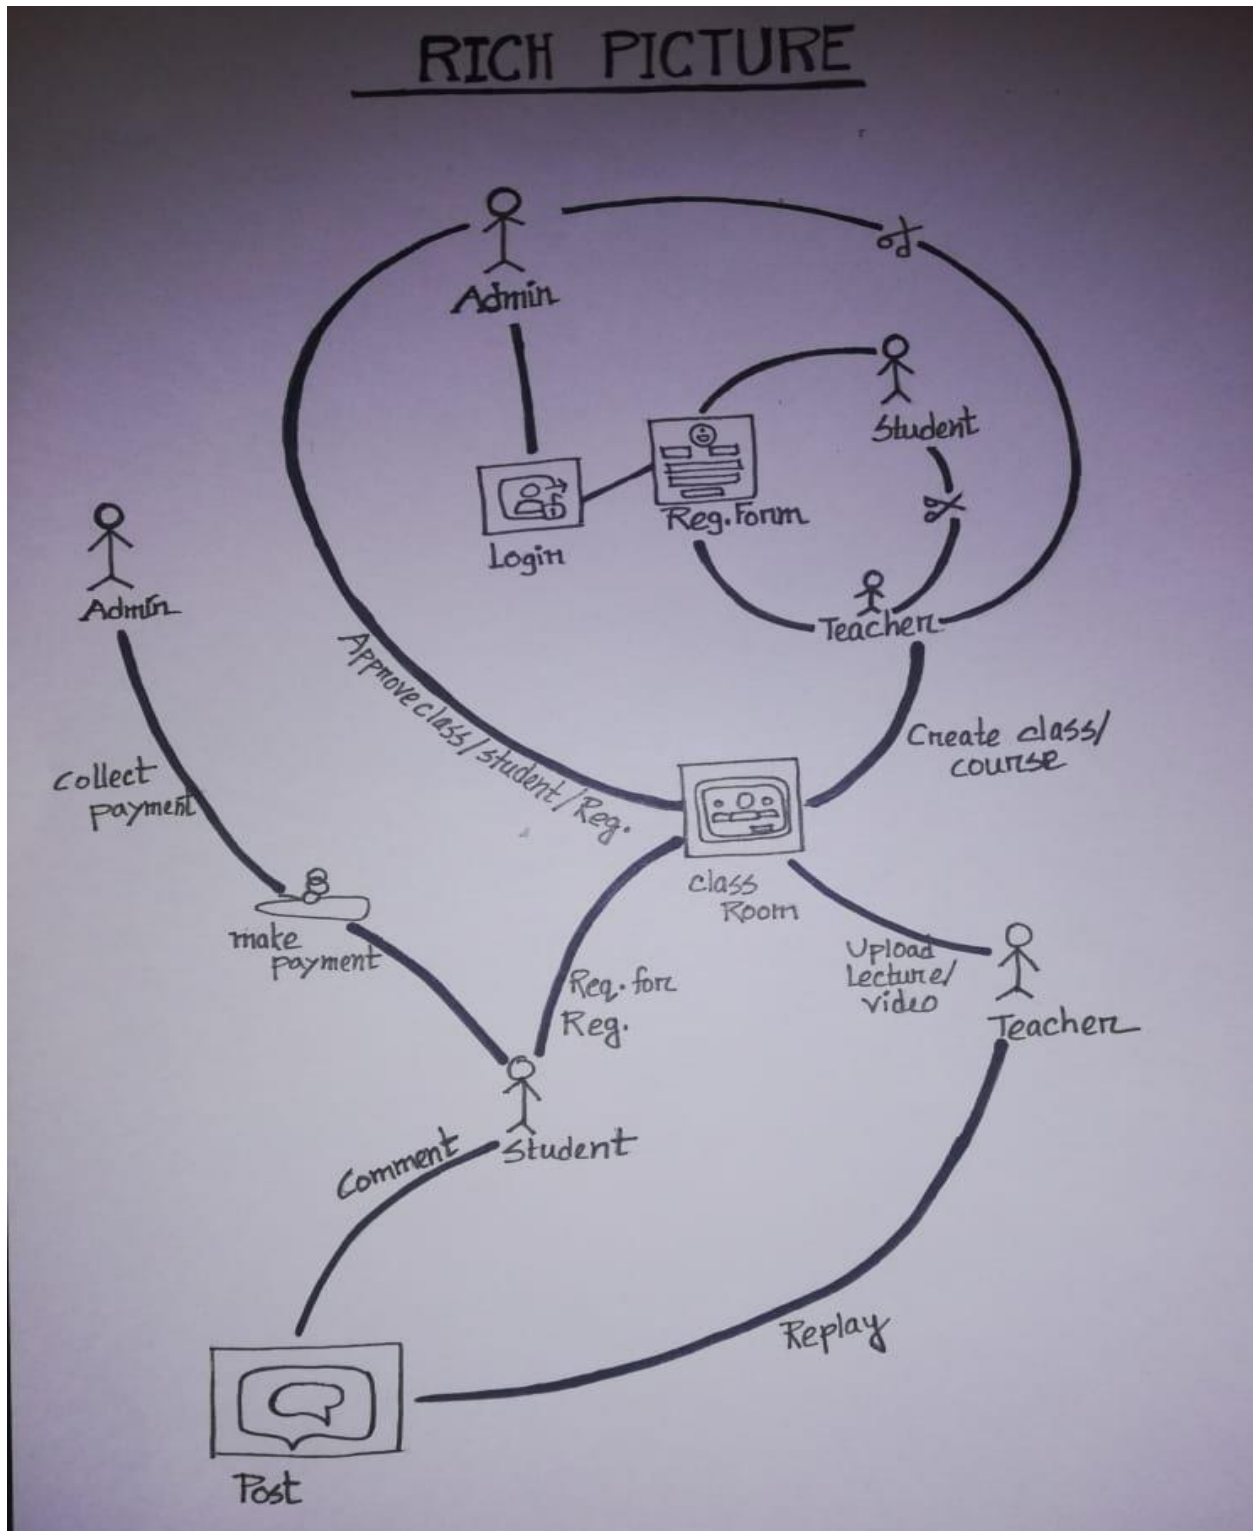 RICH PICTURE
Admin
Student
Reg. Form
Login
Admin
Teacher
Approve class/student/Reg.
Create class/
course
Collect
payment
class
Room
make
payment
Upload
Lecture/
video
Req. for
Reg.
Teacher
Student
Comment
Replay
Post